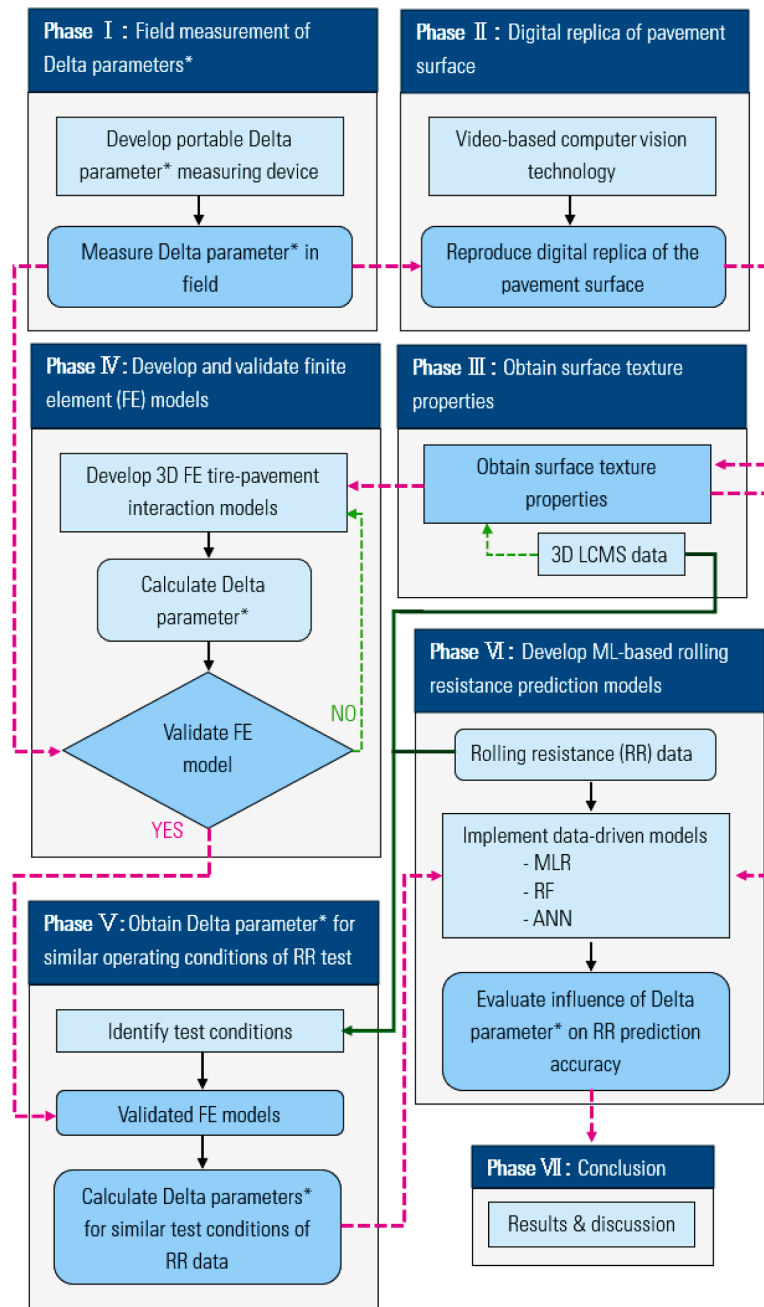 Phase Ⅰ: Field measurement of
Delta parameters*
Develop portable Delta
parameter* measuring device
Measure Delta parameter* in
field
Phase Ⅱ: Digital replica of pavement
surface
Video-based computer vision
technology
Reproduce digital replica of the
pavement surface
Phase Ⅳ: Develop and validate finite
element (FE) models
Develop 3D FE tire-pavement
interaction models
Calculate Delta
parameter*
Validate FE
model
NO
YES
Phase Ⅲ: Obtain surface texture
properties
Obtain surface texture
properties
3D LCMS data
Phase Ⅵ: Develop ML-based rolling
resistance prediction models
Rolling resistance (RR) data
Implement data-driven models
- MLR
- RF
- ANN
Evaluate influence of Delta
parameter* on RR prediction
accuracy
Phase Ⅴ: Obtain Delta parameter* for
similar operating conditions of RR test
Identify test conditions
Validated FE models
Calculate Delta parameters*
for similar test conditions of
RR data
Phase Ⅶ: Conclusion
Results & discussion